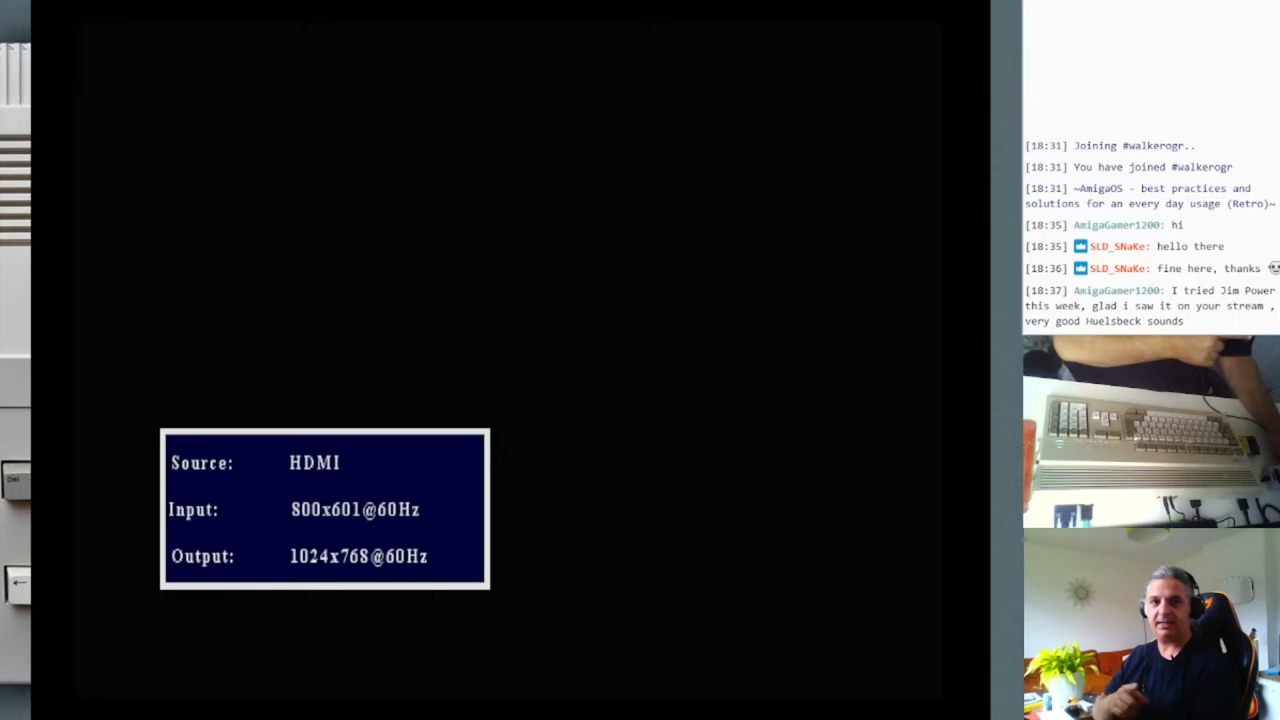 Source: HDMI
Input: 800x601@60Hz
Output: 1024x768@60Hz
Del
[18:31] Joining #walkerogr..
[18:31] You have joined #walkerogr
[18:31] ~AmigaOS - best practices and
solutions for an every day usage (Retro)~
[18:35] AmigaGamer1200: hi
[18:35] SLD_SNaKe: hello there
[18:36] SLD_SNaKe: fine here, thanks
[18:37] AmigaGamer1200: I tried Jim Power
this week, glad i saw it on your stream ,
very good Huelsbeck sounds